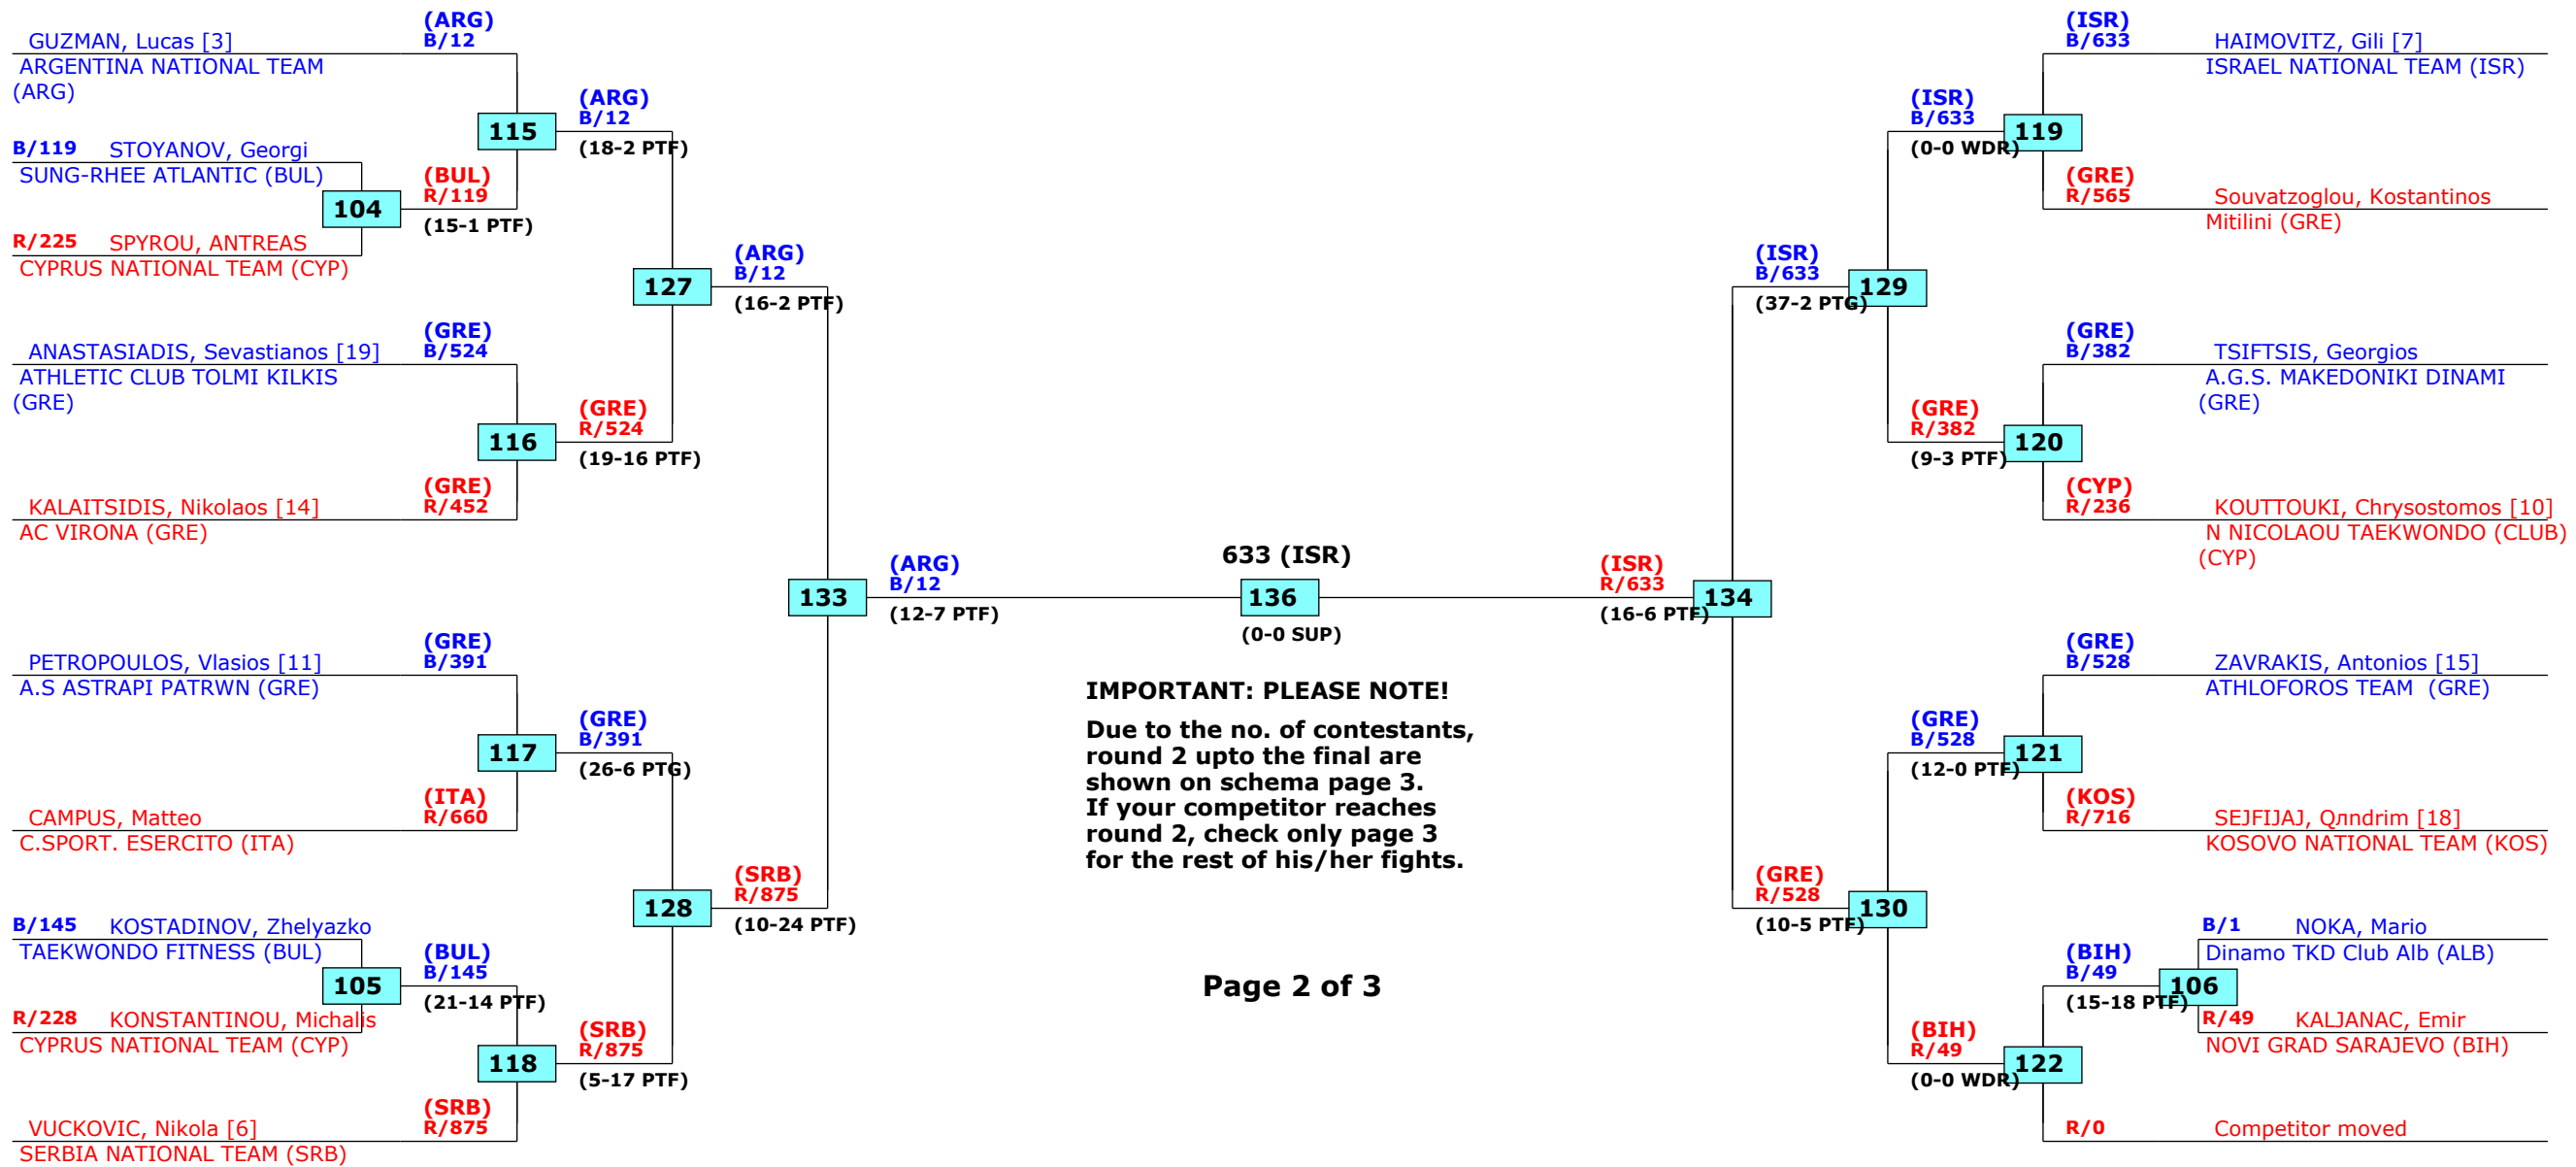 (ARG)
GUZMAN, Lucas [3] B/12
ARGENTINA NATIONAL TEAM
(ARG)
115
(ARG)
B/12
(18-2 PTF)
B/119 STOYANOV, Georgi
SUNG-RHEE ATLANTIC (BUL)
104
(BUL)
R/119
(15-1 PTF)
R/225 SPYROU, ANTREAS
CYPRUS NATIONAL TEAM (CYP)
127
(ARG)
B/12
(16-2 PTF)
(GRE)
ANASTASIADIS, Sevastianos [19] B/524
ATHLETIC CLUB TOLMI KILKIS
(GRE)
116
(GRE)
R/524
(19-16 PTF)
(GRE)
KALAITSIDIS, Nikolaos [14] R/452
AC VIRONA (GRE)
133
(ARG)
B/12
(12-7 PTF)
(GRE)
PETROPOULOS, Vlasios [11] B/391
A.S ASTRAPI PATRWN (GRE)
117
(GRE)
B/391
(26-6 PTG)
(ITA)
CAMPUS, Matteo R/660
C.SPORT. ESERCITO (ITA)
128
(SRB)
R/875
(10-24 PTF)
B/145 KOSTADINOV, Zhelyazko
TAEKWONDO FITNESS (BUL)
105
(BUL)
B/145
(21-14 PTF)
R/228 KONSTANTINOU, Michalis
CYPRUS NATIONAL TEAM (CYP)
118
(SRB)
R/875
(5-17 PTF)
(SRB)
VUCKOVIC, Nikola [6] R/875
SERBIA NATIONAL TEAM (SRB)
633 (ISR)
136
(0-0 SUP)
IMPORTANT: PLEASE NOTE!
Due to the no. of contestants,
round 2 upto the final are
shown on schema page 3.
If your competitor reaches
round 2, check only page 3
for the rest of his/her fights.
Page 2 of 3
(ISR)
B/633 HAIMOVITZ, Gili [7]
ISRAEL NATIONAL TEAM (ISR)
(ISR)
B/633
(0-0 WDR)
119
(GRE)
R/565 Souvatzoglou, Kostantinos
Mitilini (GRE)
(ISR)
B/633
(37-2 PTG)
129
(GRE)
B/382 TSIFTSIS, Georgios
A.G.S. MAKEDONIKI DINAMI
(GRE)
(GRE)
R/382
(9-3 PTF)
120
(CYP)
R/236 KOUTTOUKI, Chrysostomos [10]
N NICOLAOU TAEKWONDO (CLUB)
(CYP)
(ISR)
R/633
(16-6 PTF)
134
(GRE)
B/528 ZAVRAKIS, Antonios [15]
ATHLOFOROS TEAM (GRE)
(GRE)
B/528
(12-0 PTF)
121
(KOS)
R/716 SEJFIJAJ, Qлndrim [18]
KOSOVO NATIONAL TEAM (KOS)
(GRE)
R/528
(10-5 PTF)
130
B/1 NOKA, Mario
Dinamo TKD Club Alb (ALB)
(BIH)
B/49
(15-18 PTF)
106
R/49 KALJANAC, Emir
NOVI GRAD SARAJEVO (BIH)
(BIH)
R/49
(0-0 WDR)
122
R/0 Competitor moved